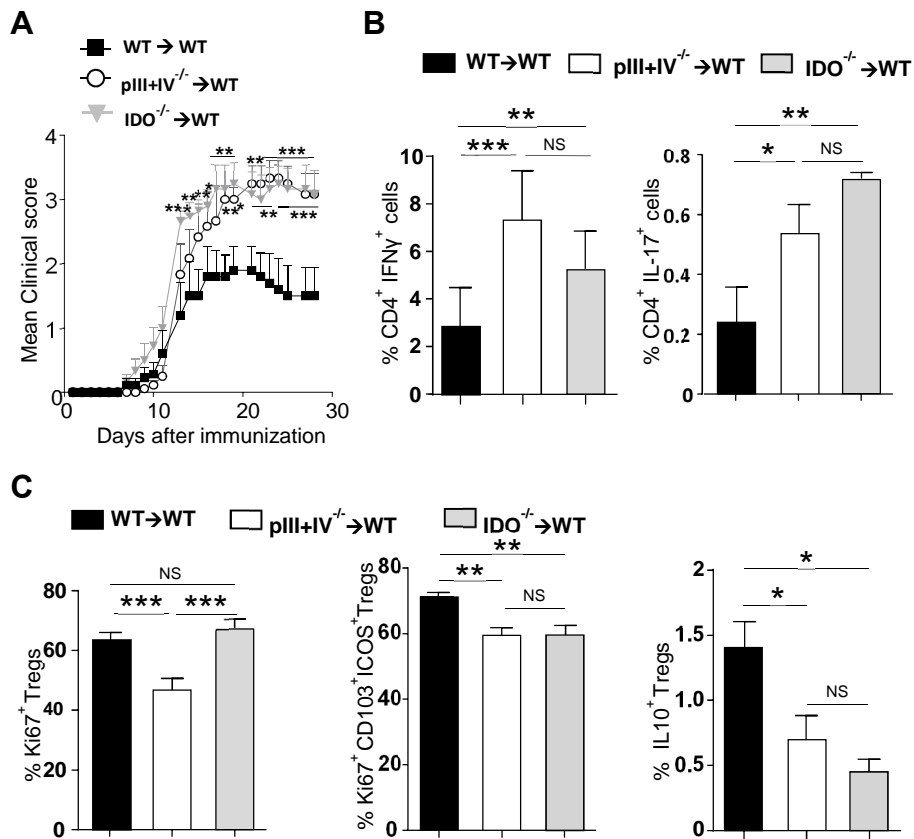 A
WT → WT
pIII+IV-/-→WT
IDO-/-→WT
4
3
2
1
0
** ***
**
*** ** ** *
** *
** ***
Mean Clinical score
0 10 20 30
Days after immunization
B
WT→WT pIII+IV-/-→WT IDO-/-→WT
**
*** NS
10
8
6
4
2
0
% CD4+ IFNγ+ cells
**
* NS
0.8
0.6
0.4
0.2
0
% CD4+ IL-17+ cells
C
WT→WT pIII+IV-/-→WT IDO-/-→WT
NS
*** ***
80
60
40
20
0
% Ki67+Tregs
**
** NS
100
80
60
40
20
0
% Ki67+ CD103+ICOS+Tregs
*
* NS
2
1.5
1.0
0.5
0
% IL10+Tregs